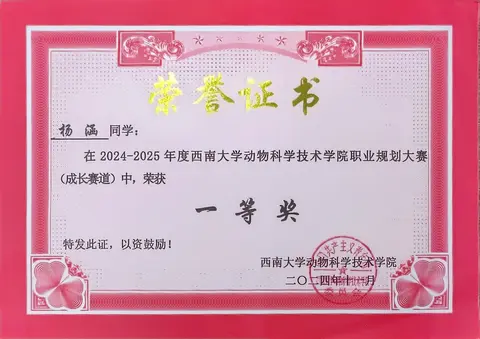 荣誉证书
杨涵 同学：
在 2024-2025 年度西南大学动物科学技术学院职业规划大赛
（成长赛道）中，荣获
一等奖
特发此证，以资鼓励！
西南大学动物科学技术学院
二〇二四年十一月